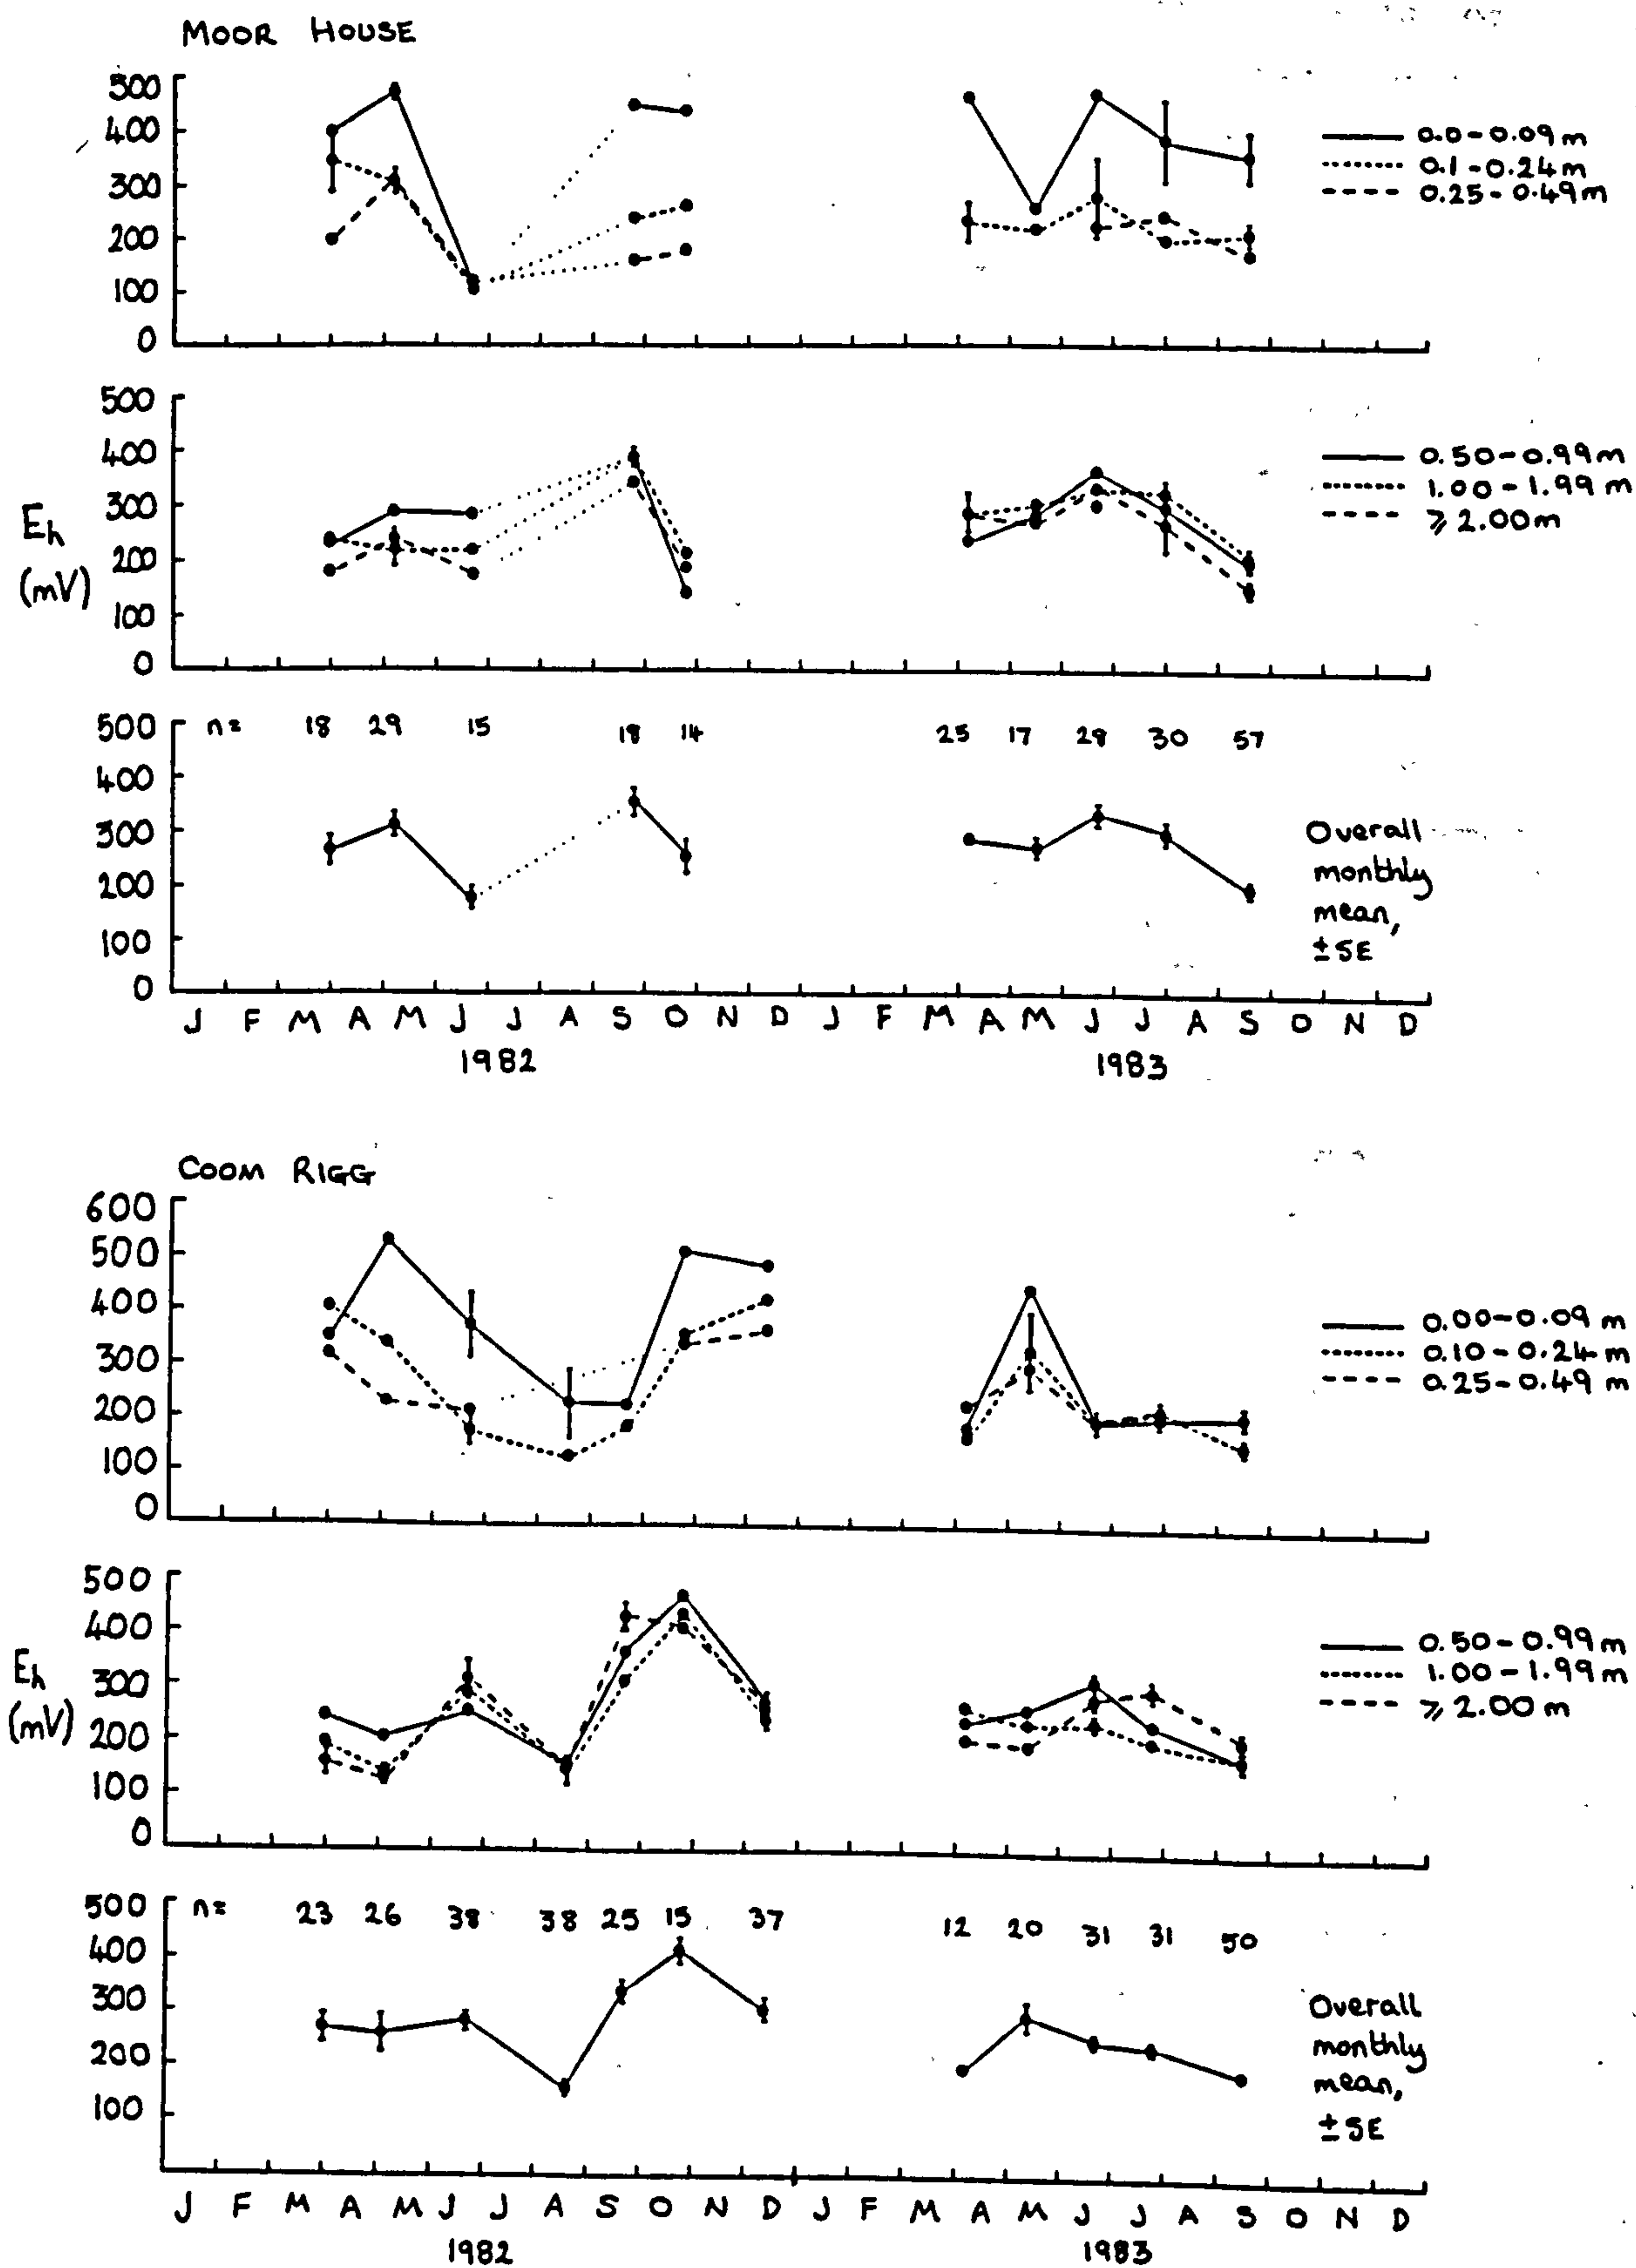 MOOR HOUSE
500
400
300
200
100
0
0.0-0.09m
0.1-0.24m
0.25-0.49m
Eh
(mV)
500
400
300
200
100
0
0.50-0.99m
1.00-1.99m
⩾2.00m
500
400
300
200
100
0
n= 18 29 15 18 14 25 17 29 30 57
Overall
monthly
mean,
±SE
J F M A M J J A S O N D J F M A M J J A S O N D
1982 1983
COOM RIGG
600
500
400
300
200
100
0
0.00-0.09m
0.10-0.24m
0.25-0.49m
Eh
(mV)
500
400
300
200
100
0
0.50-0.99m
1.00-1.99m
⩾2.00m
500
400
300
200
100
n= 23 26 38 38 25 15 37 12 20 31 31 50
Overall
monthly
mean,
±SE
J F M A M J J A S O N D J F M A M J J A S O N D
1982 1983